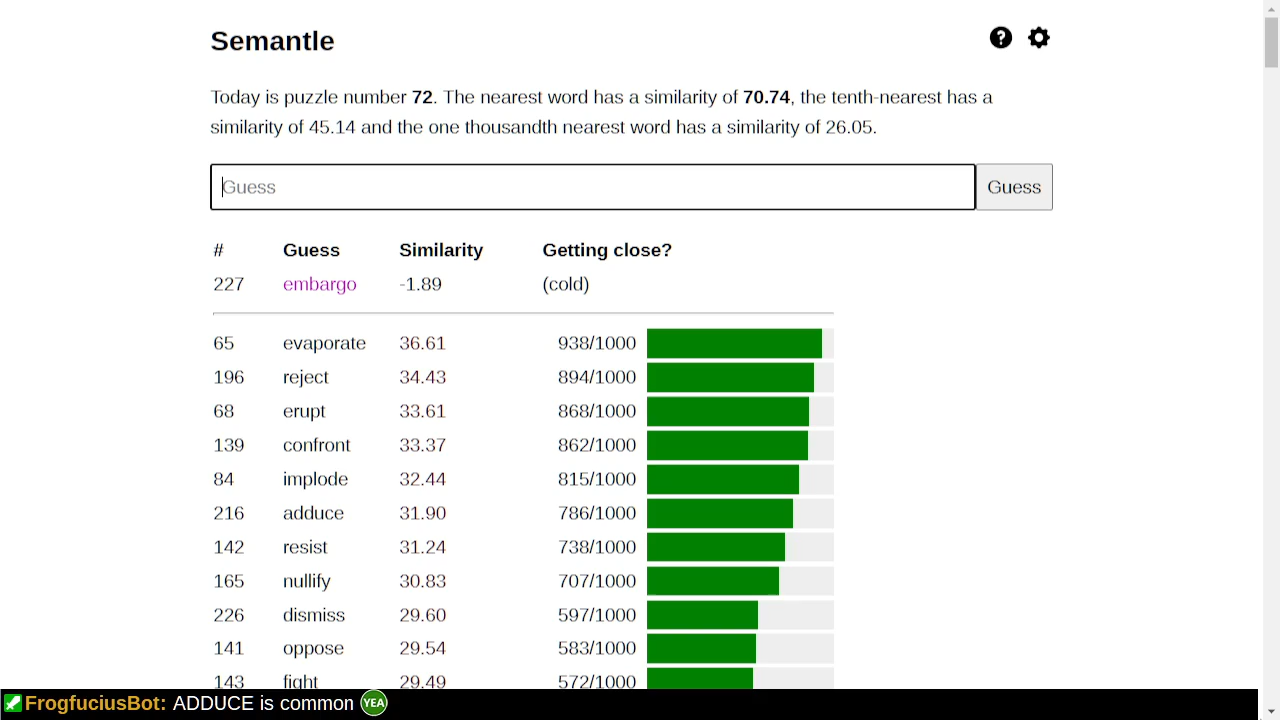 Semantle
Today is puzzle number 72. The nearest word has a similarity of 70.74, the tenth-nearest has a
similarity of 45.14 and the one thousandth nearest word has a similarity of 26.05.
Guess Guess
# Guess Similarity Getting close?
227 embargo -1.89 (cold)
65 evaporate 36.61 938/1000
196 reject 34.43 894/1000
68 erupt 33.61 868/1000
139 confront 33.37 862/1000
84 implode 32.44 815/1000
216 adduce 31.90 786/1000
142 resist 31.24 738/1000
165 nullify 30.83 707/1000
226 dismiss 29.60 597/1000
141 oppose 29.54 583/1000
143 fight 29.49 572/1000
FrogfuciusBot: ADDUCE is common YEA